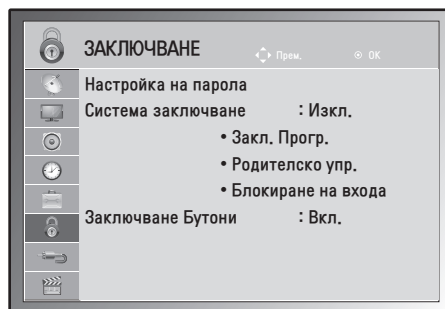 ЗАКЛЮЧВАНЕ
Прем. OK
Настройка на парола
Система заключване : Изкл.
• Закл. Прогр.
• Родителско упр.
• Блокиране на входа
Заключване Бутони : Вкл.